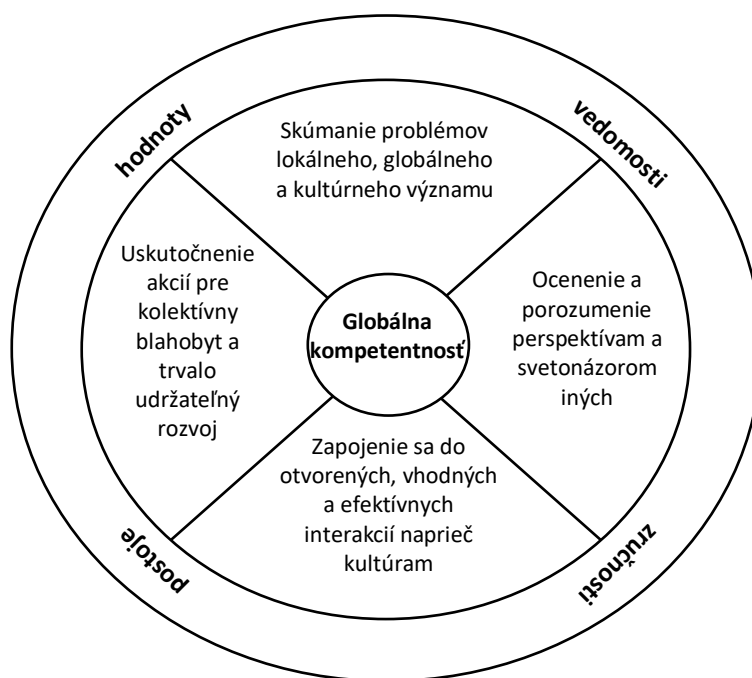 hodnoty
vedomosti
Skúmanie problémov
lokálneho, globálneho
a kultúrneho významu
Uskutočnenie
akcií pre
kolektívny
blahobyt a
trvalo
udržateľný
rozvoj
Globálna
kompetentnosť
Ocenenie a
porozumenie
perspektívam a
svetonázorom
iných
Zapojenie sa do
otvorených, vhodných
a efektívnych
interakcií naprieč
kultúram
postoje
zručnosti